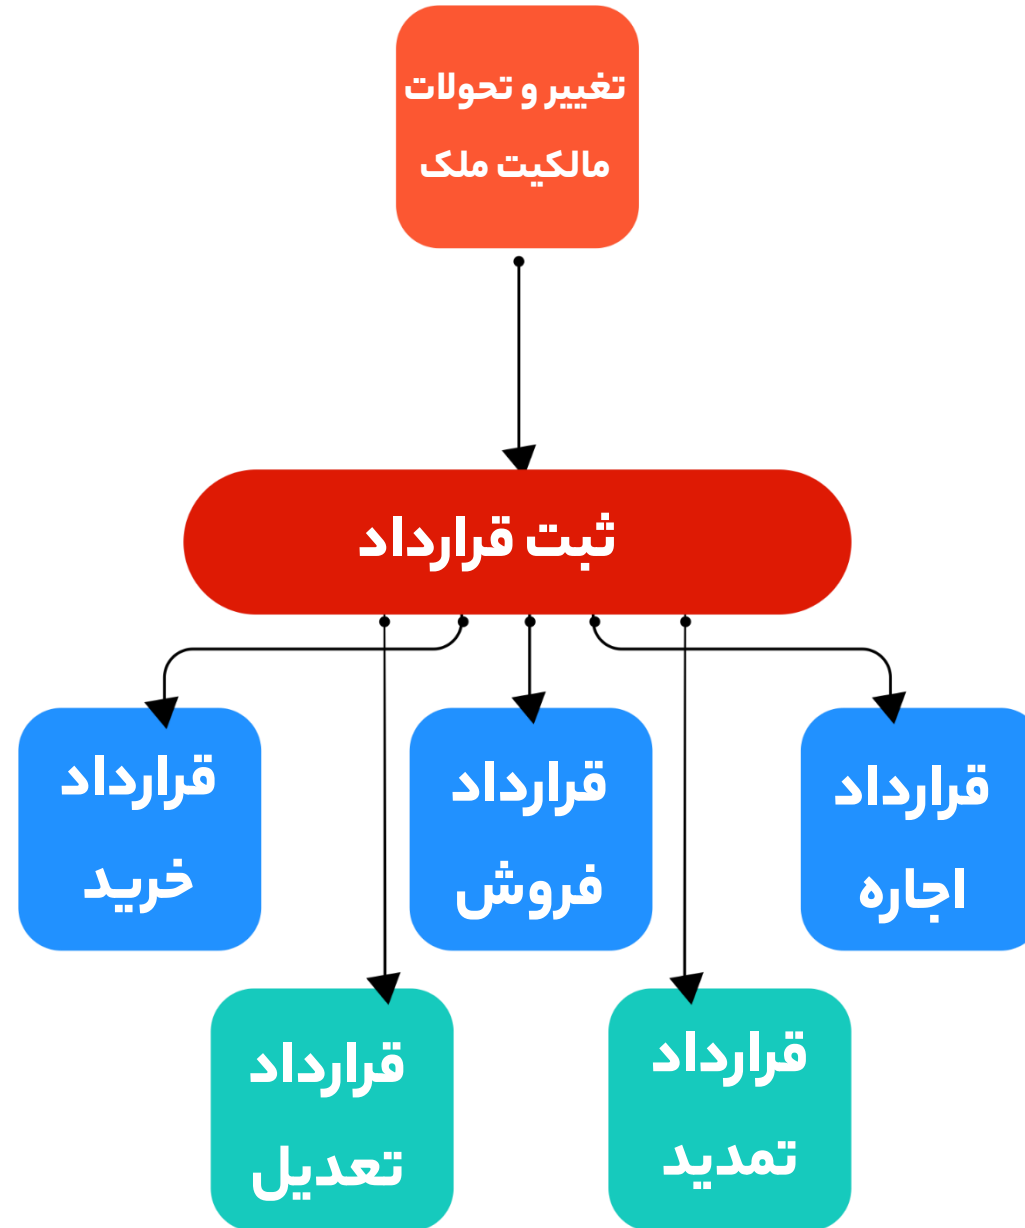 تغییر و تحولات
مالکیت ملک
ثبت قرارداد
قرارداد
اجاره
قرارداد
فروش
قرارداد
خرید
قرارداد
تمدید
قرارداد
تعدیل